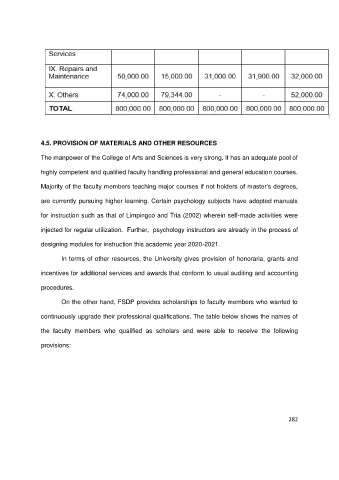 Services
IX. Repairs and
Maintenance 50,000.00 15,000.00 31,000.00 31,900.00 32,000.00
X. Others 74,000.00 79,344.00 - - 52,000.00
TOTAL 800,000.00 800,000.00 800,000.00 800,000.00 800,000.00
4.5. PROVISION OF MATERIALS AND OTHER RESOURCES
The manpower of the College of Arts and Sciences is very strong. It has an adequate pool of
highly competent and qualified faculty handling professional and general education courses.
Majority of the faculty members teaching major courses if not holders of master's degrees,
are currently pursuing higher learning. Certain psychology subjects have adopted manuals
for instruction such as that of Limpingco and Tria (2002) wherein self-made activities were
injected for regular utilization. Further, psychology instructors are already in the process of
designing modules for instruction this academic year 2020-2021.
In terms of other resources, the University gives provision of honoraria, grants and
incentives for additional services and awards that conform to usual auditing and accounting
procedures.
On the other hand, FSDP provides scholarships to faculty members who wanted to
continuously upgrade their professional qualifications. The table below shows the names of
the faculty members who qualified as scholars and were able to receive the following
provisions:
282